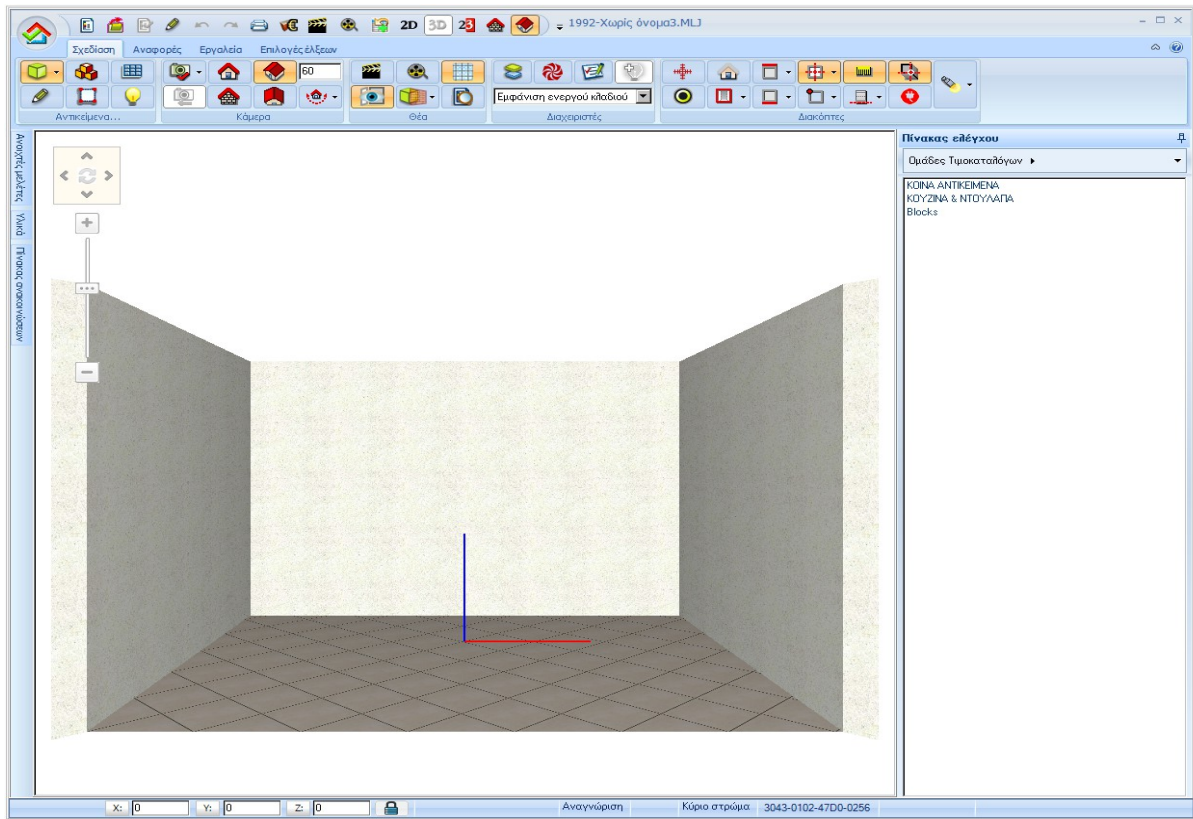 2D 3D 23 1992-Χωρίς όνομα3.MLJ
Σχεδίαση Αναφορές Εργαλεία Επιλογές έλξεων
60
Εμφάνιση ενεργού κλαδιού
Αντικείμενα... Κάμερα Θέα Διαχειριστές Διακόπτες
Ανοιχτές μελέτες
Υλικά
Πίνακας ανακοινώσεων
Πίνακας ελέγχου
Ομάδες Τιμοκαταλόγων
ΚΟΙΝΑ ΑΝΤΙΚΕΙΜΕΝΑ
ΚΟΥΖΙΝΑ & ΝΤΟΥΛΑΠΑ
Blocks
X: 0 Y: 0 Z: 0 Αναγνώριση Κύριο στρώμα 3043-0102-47D0-0256